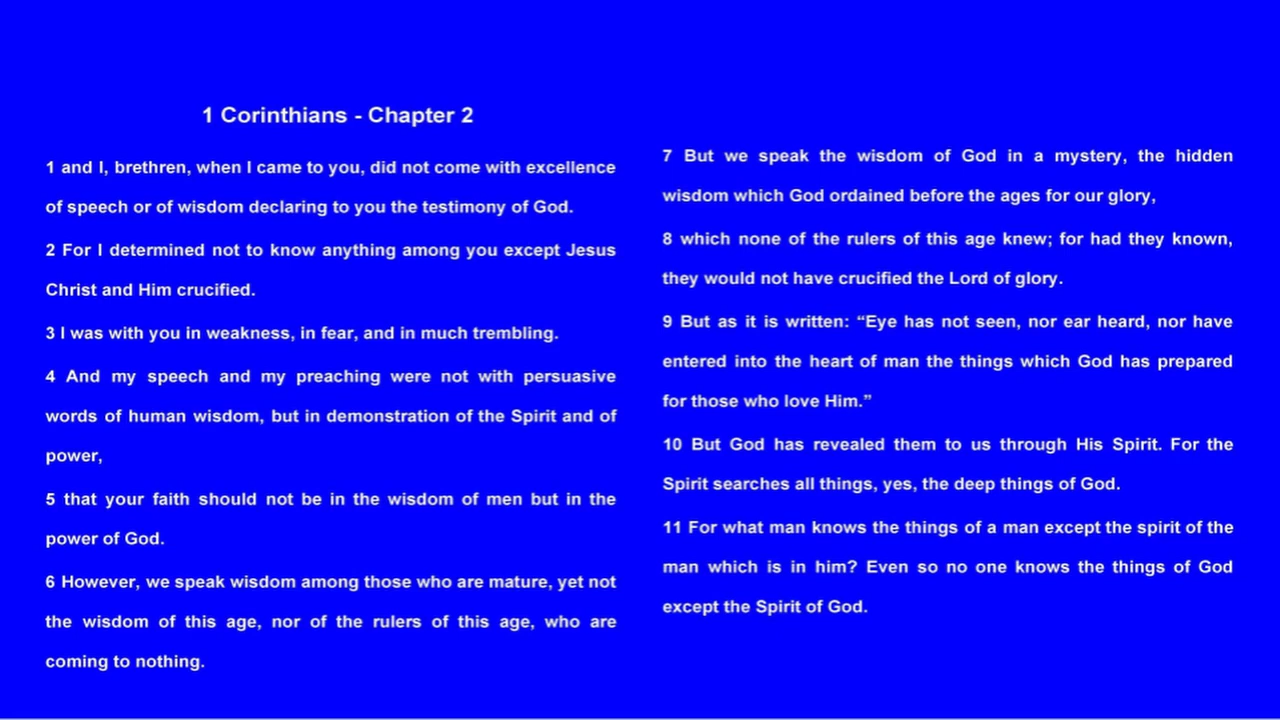 1 Corinthians - Chapter 2
1 and I, brethren, when I came to you, did not come with excellence
of speech or of wisdom declaring to you the testimony of God.
2 For I determined not to know anything among you except Jesus
Christ and Him crucified.
3 I was with you in weakness, in fear, and in much trembling.
4 And my speech and my preaching were not with persuasive
words of human wisdom, but in demonstration of the Spirit and of
power,
5 that your faith should not be in the wisdom of men but in the
power of God.
6 However, we speak wisdom among those who are mature, yet not
the wisdom of this age, nor of the rulers of this age, who are
coming to nothing.
7 But we speak the wisdom of God in a mystery, the hidden
wisdom which God ordained before the ages for our glory,
8 which none of the rulers of this age knew; for had they known,
they would not have crucified the Lord of glory.
9 But as it is written: “Eye has not seen, nor ear heard, nor have
entered into the heart of man the things which God has prepared
for those who love Him.”
10 But God has revealed them to us through His Spirit. For the
Spirit searches all things, yes, the deep things of God.
11 For what man knows the things of a man except the spirit of the
man which is in him? Even so no one knows the things of God
except the Spirit of God.